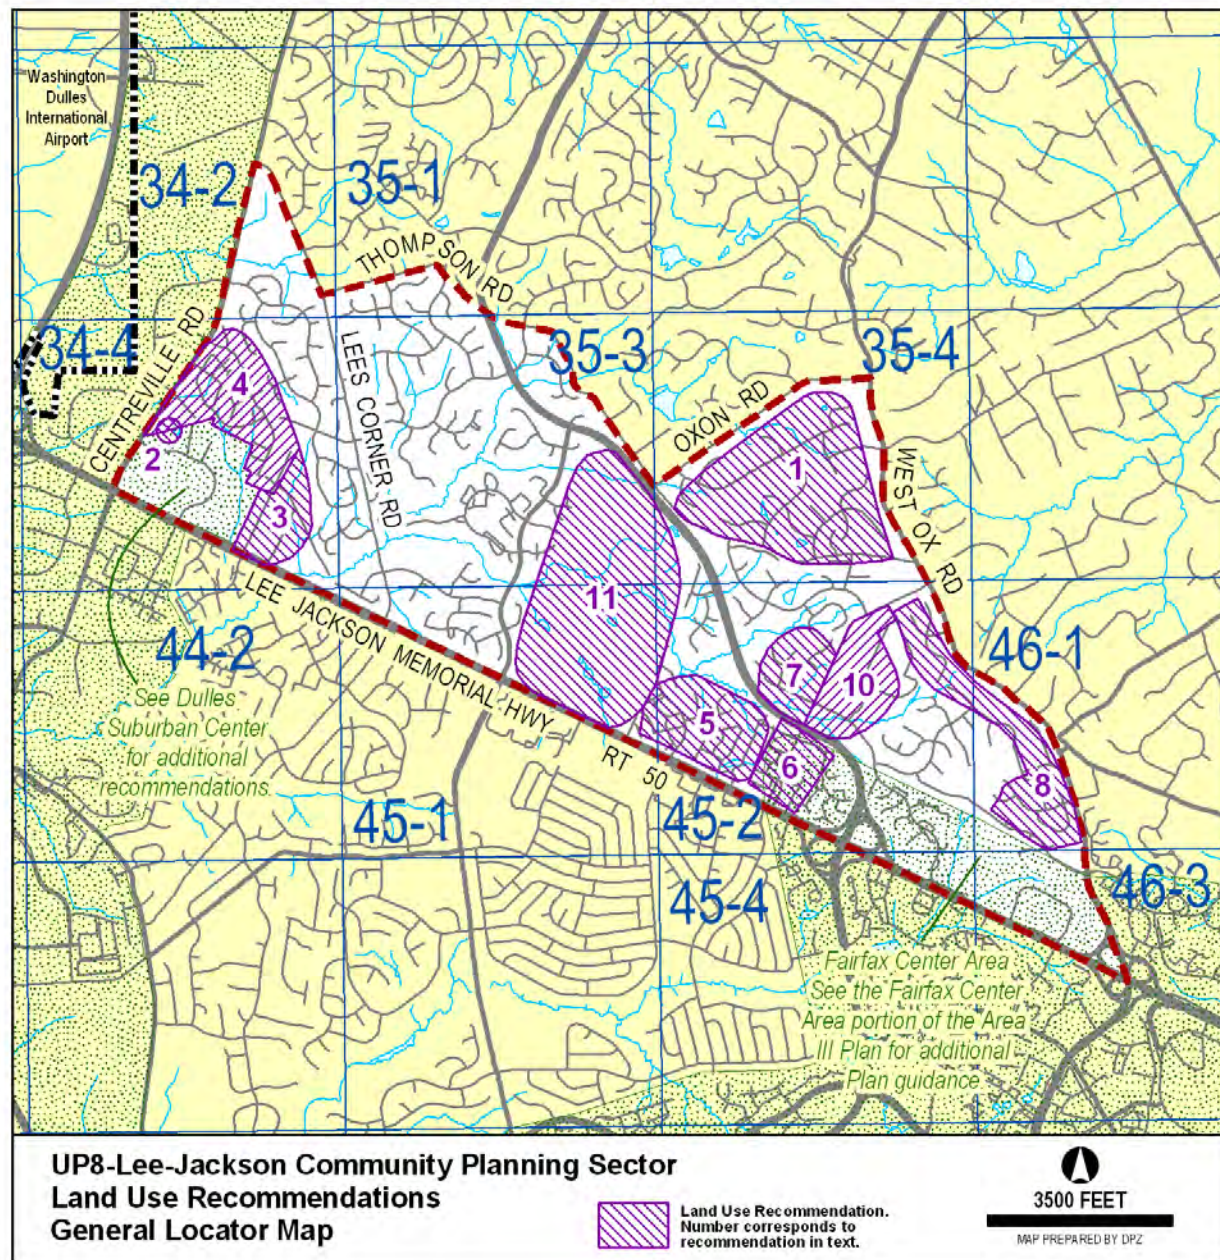 Washington
Dulles
International
Airport
34-2
35-1
THOMPSON RD
34-4
CENTREVILLE RD
LEES CORNER RD
35-3
35-4
OXON RD
WEST OX RD
4
2
3
1
11
LEE JACKSON MEMORIAL HWY
RT 50
44-2
46-1
7
10
5
6
8
See Dulles
Suburban Center
for additional
recommendations.
45-1
45-2
45-4
46-3
Fairfax Center Area
See the Fairfax Center
Area portion of the Area
III Plan for additional
Plan guidance
UP8-Lee-Jackson Community Planning Sector
Land Use Recommendations
General Locator Map
Land Use Recommendation.
Number corresponds to
recommendation in text.
3500 FEET
MAP PREPARED BY DPZ